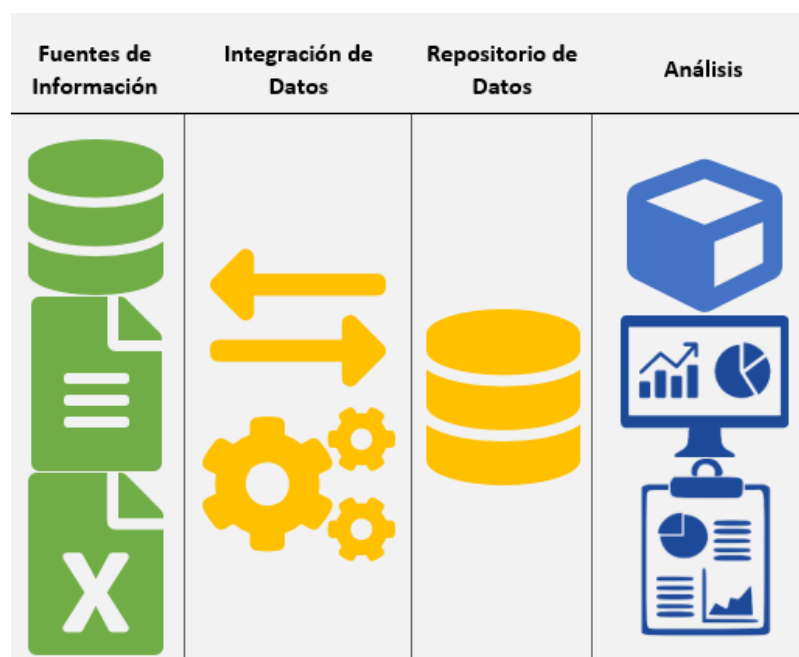 Fuentes de
Información
Integración de
Datos
Repositorio de
Datos
Análisis
X